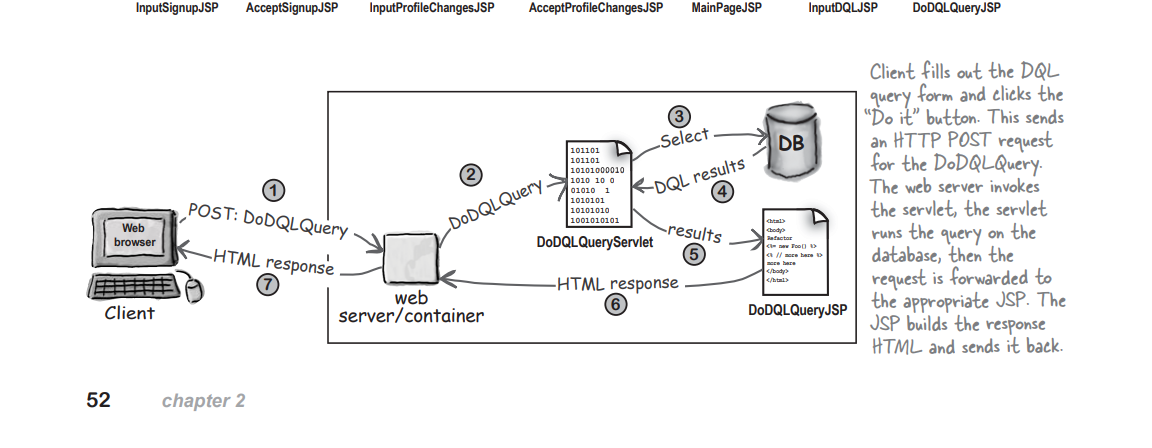 InputSignupJSP AcceptSignupJSP InputProfileChangesJSP AcceptProfileChangesJSP MainPageJSP InputDQLJSP DoDQLQueryJSP
Client fills out the DQL
query form and clicks the
“Do it” button. This sends
an HTTP POST request
for the DoDQLQuery.
The web server invokes
the servlet, the servlet
runs the query on the
database, then the
request is forwarded to
the appropriate JSP. The
JSP builds the response
HTML and sends it back.
1
POST: DoDQLQuery
Web
browser
HTML response
7
Client
2
DoDQLQuery
web
server/container
101101
101101
10101000010
1010 10 0
01010 1
1010101
10101010
1001010101
DoDQLQueryServlet
3
Select
DB
DQL results
4
results
5
<html>
<body>
Refactor
<%= new Foo() %>
<% // more here %>
more here
</body>
</html>
DoDQLQueryJSP
HTML response
6
52 chapter 2